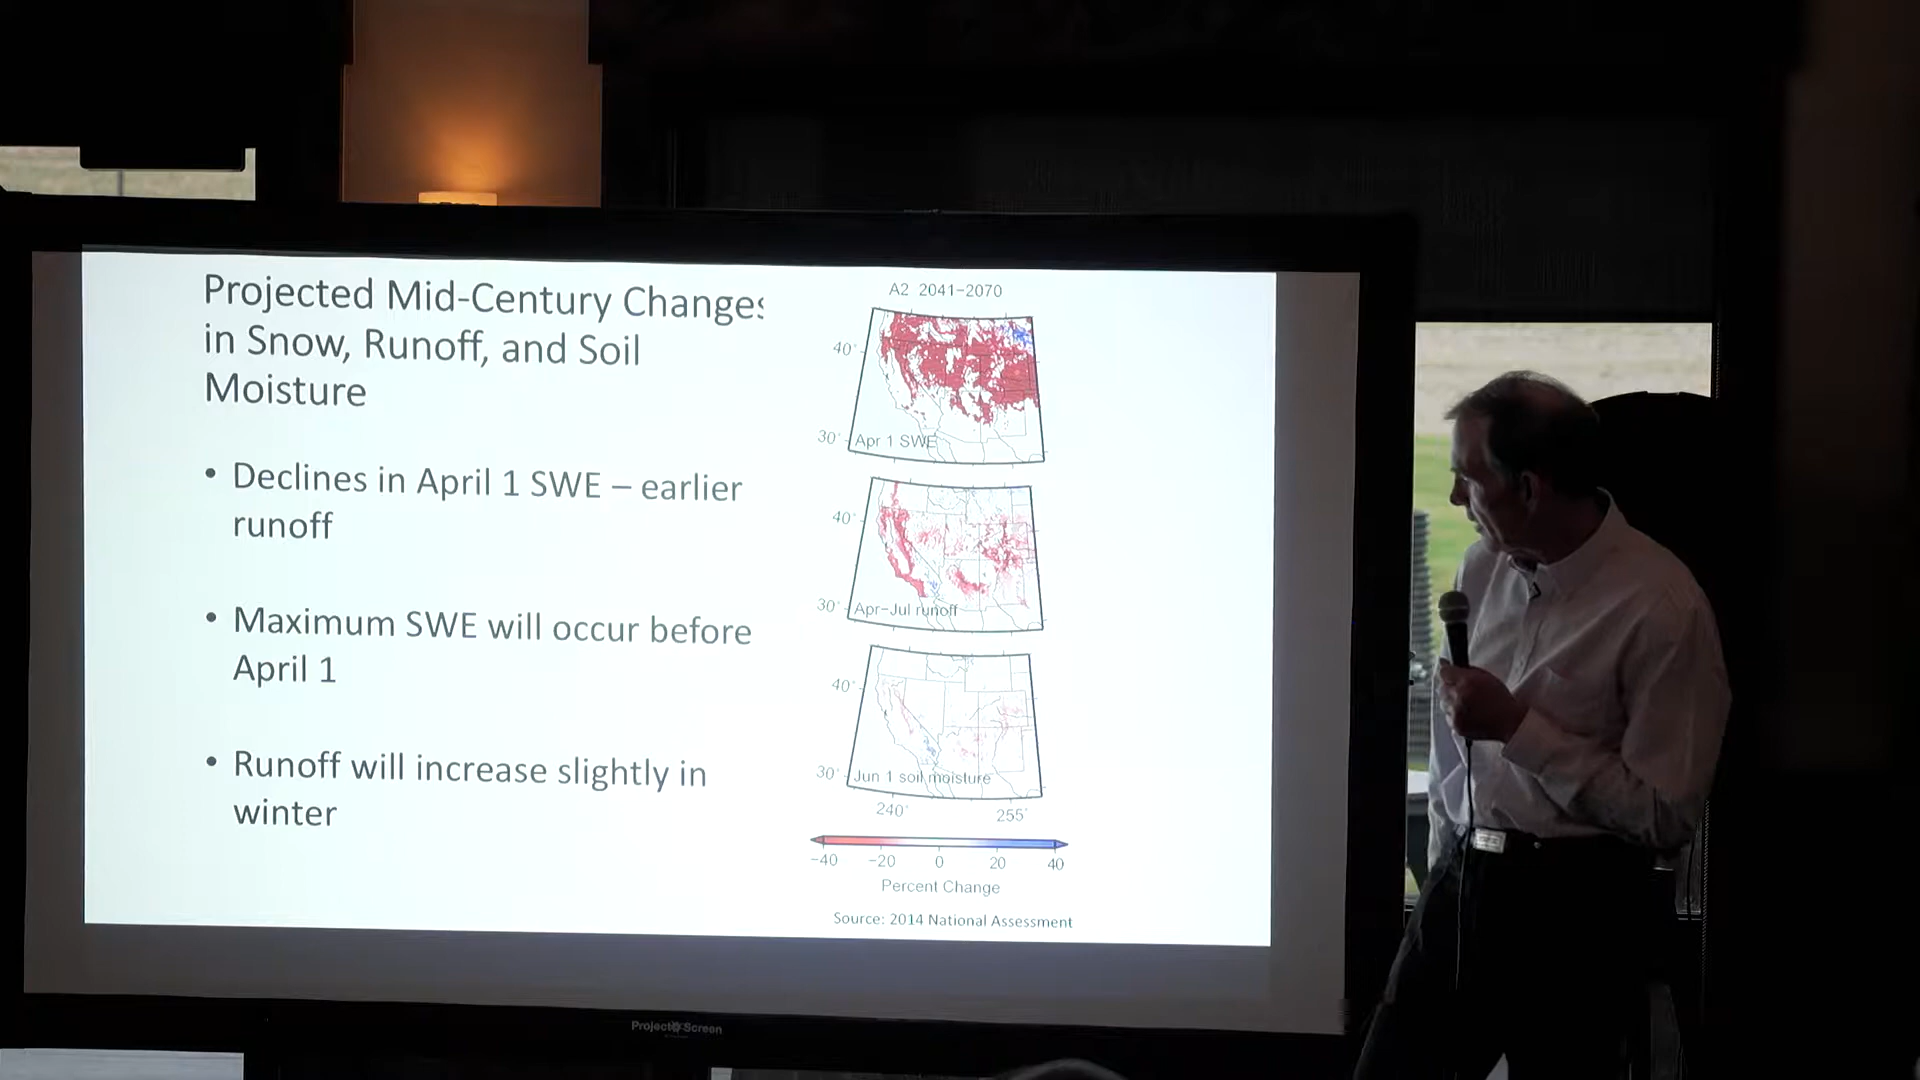 Projected Mid-Century Changes
in Snow, Runoff, and Soil
Moisture
• Declines in April 1 SWE – earlier
runoff
• Maximum SWE will occur before
April 1
• Runoff will increase slightly in
winter
A2 2041–2070
40°
30°
Apr 1 SWE
40°
30°
Apr–Jul runoff
40°
30°
Jun 1 soil moisture
240°
255°
−40 −20 0 20 40
Percent Change
Source: 2014 National Assessment
Project Screen